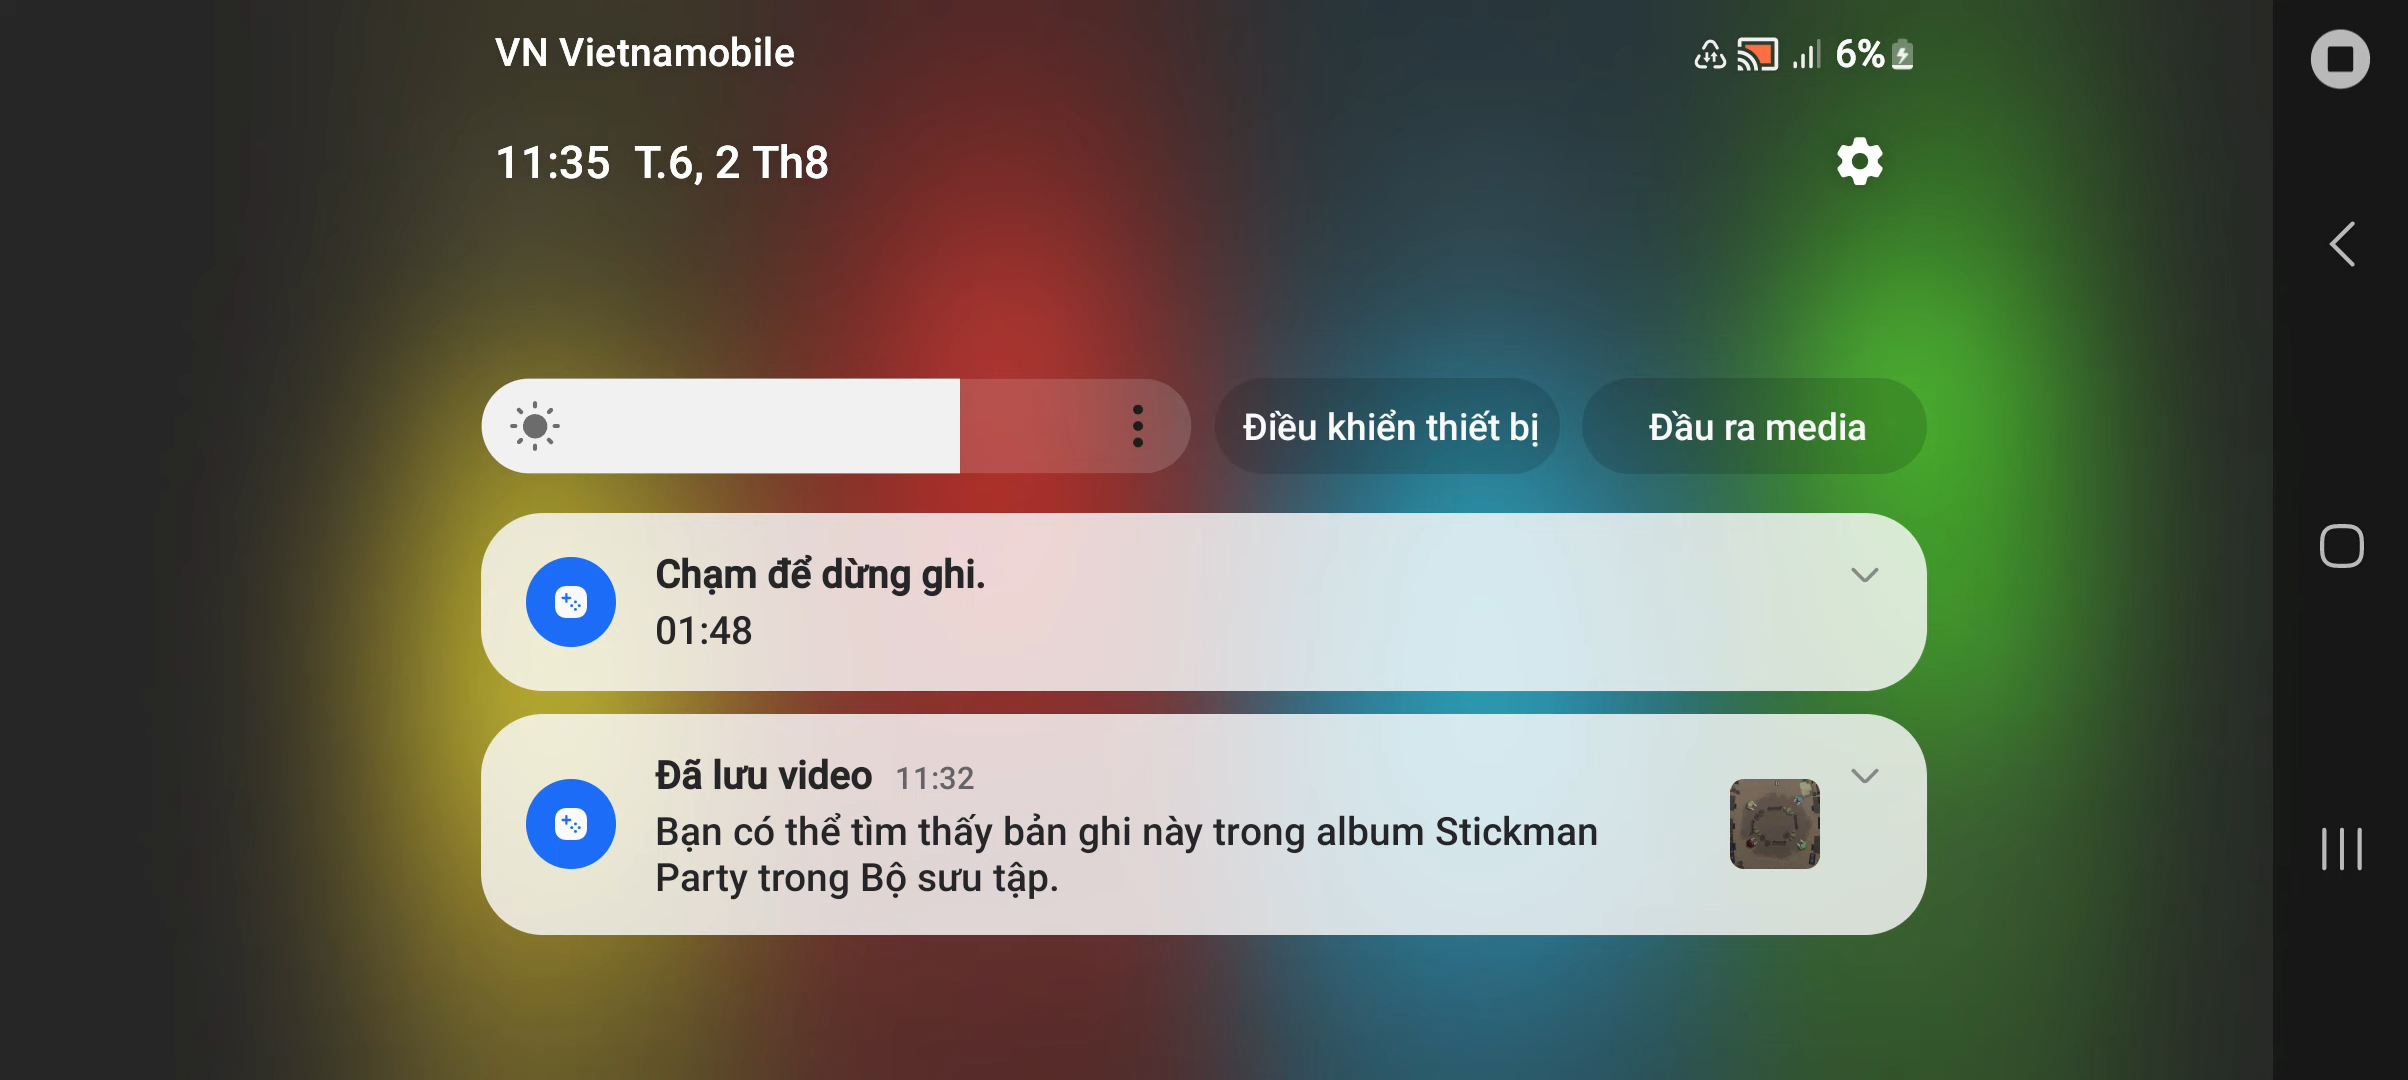 VN Vietnamobile
6%
11:35 T.6, 2 Th8
Điều khiển thiết bị
Đầu ra media
Chạm để dừng ghi.
01:48
Đã lưu video 11:32
Bạn có thể tìm thấy bản ghi này trong album Stickman
Party trong Bộ sưu tập.